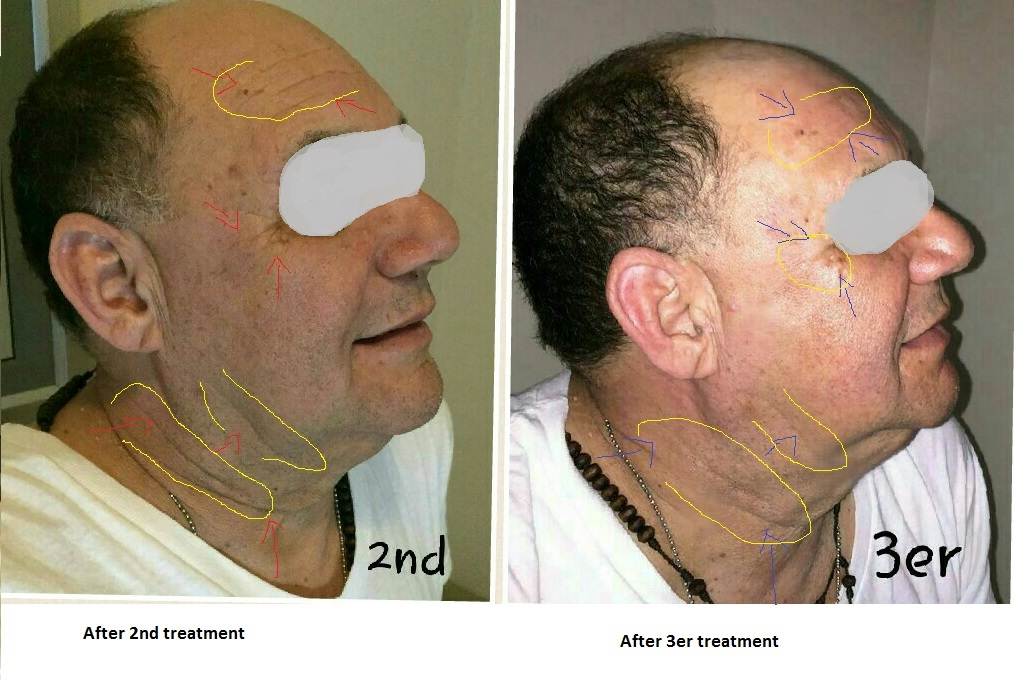 2nd
3er
After 2nd treatment
After 3er treatment